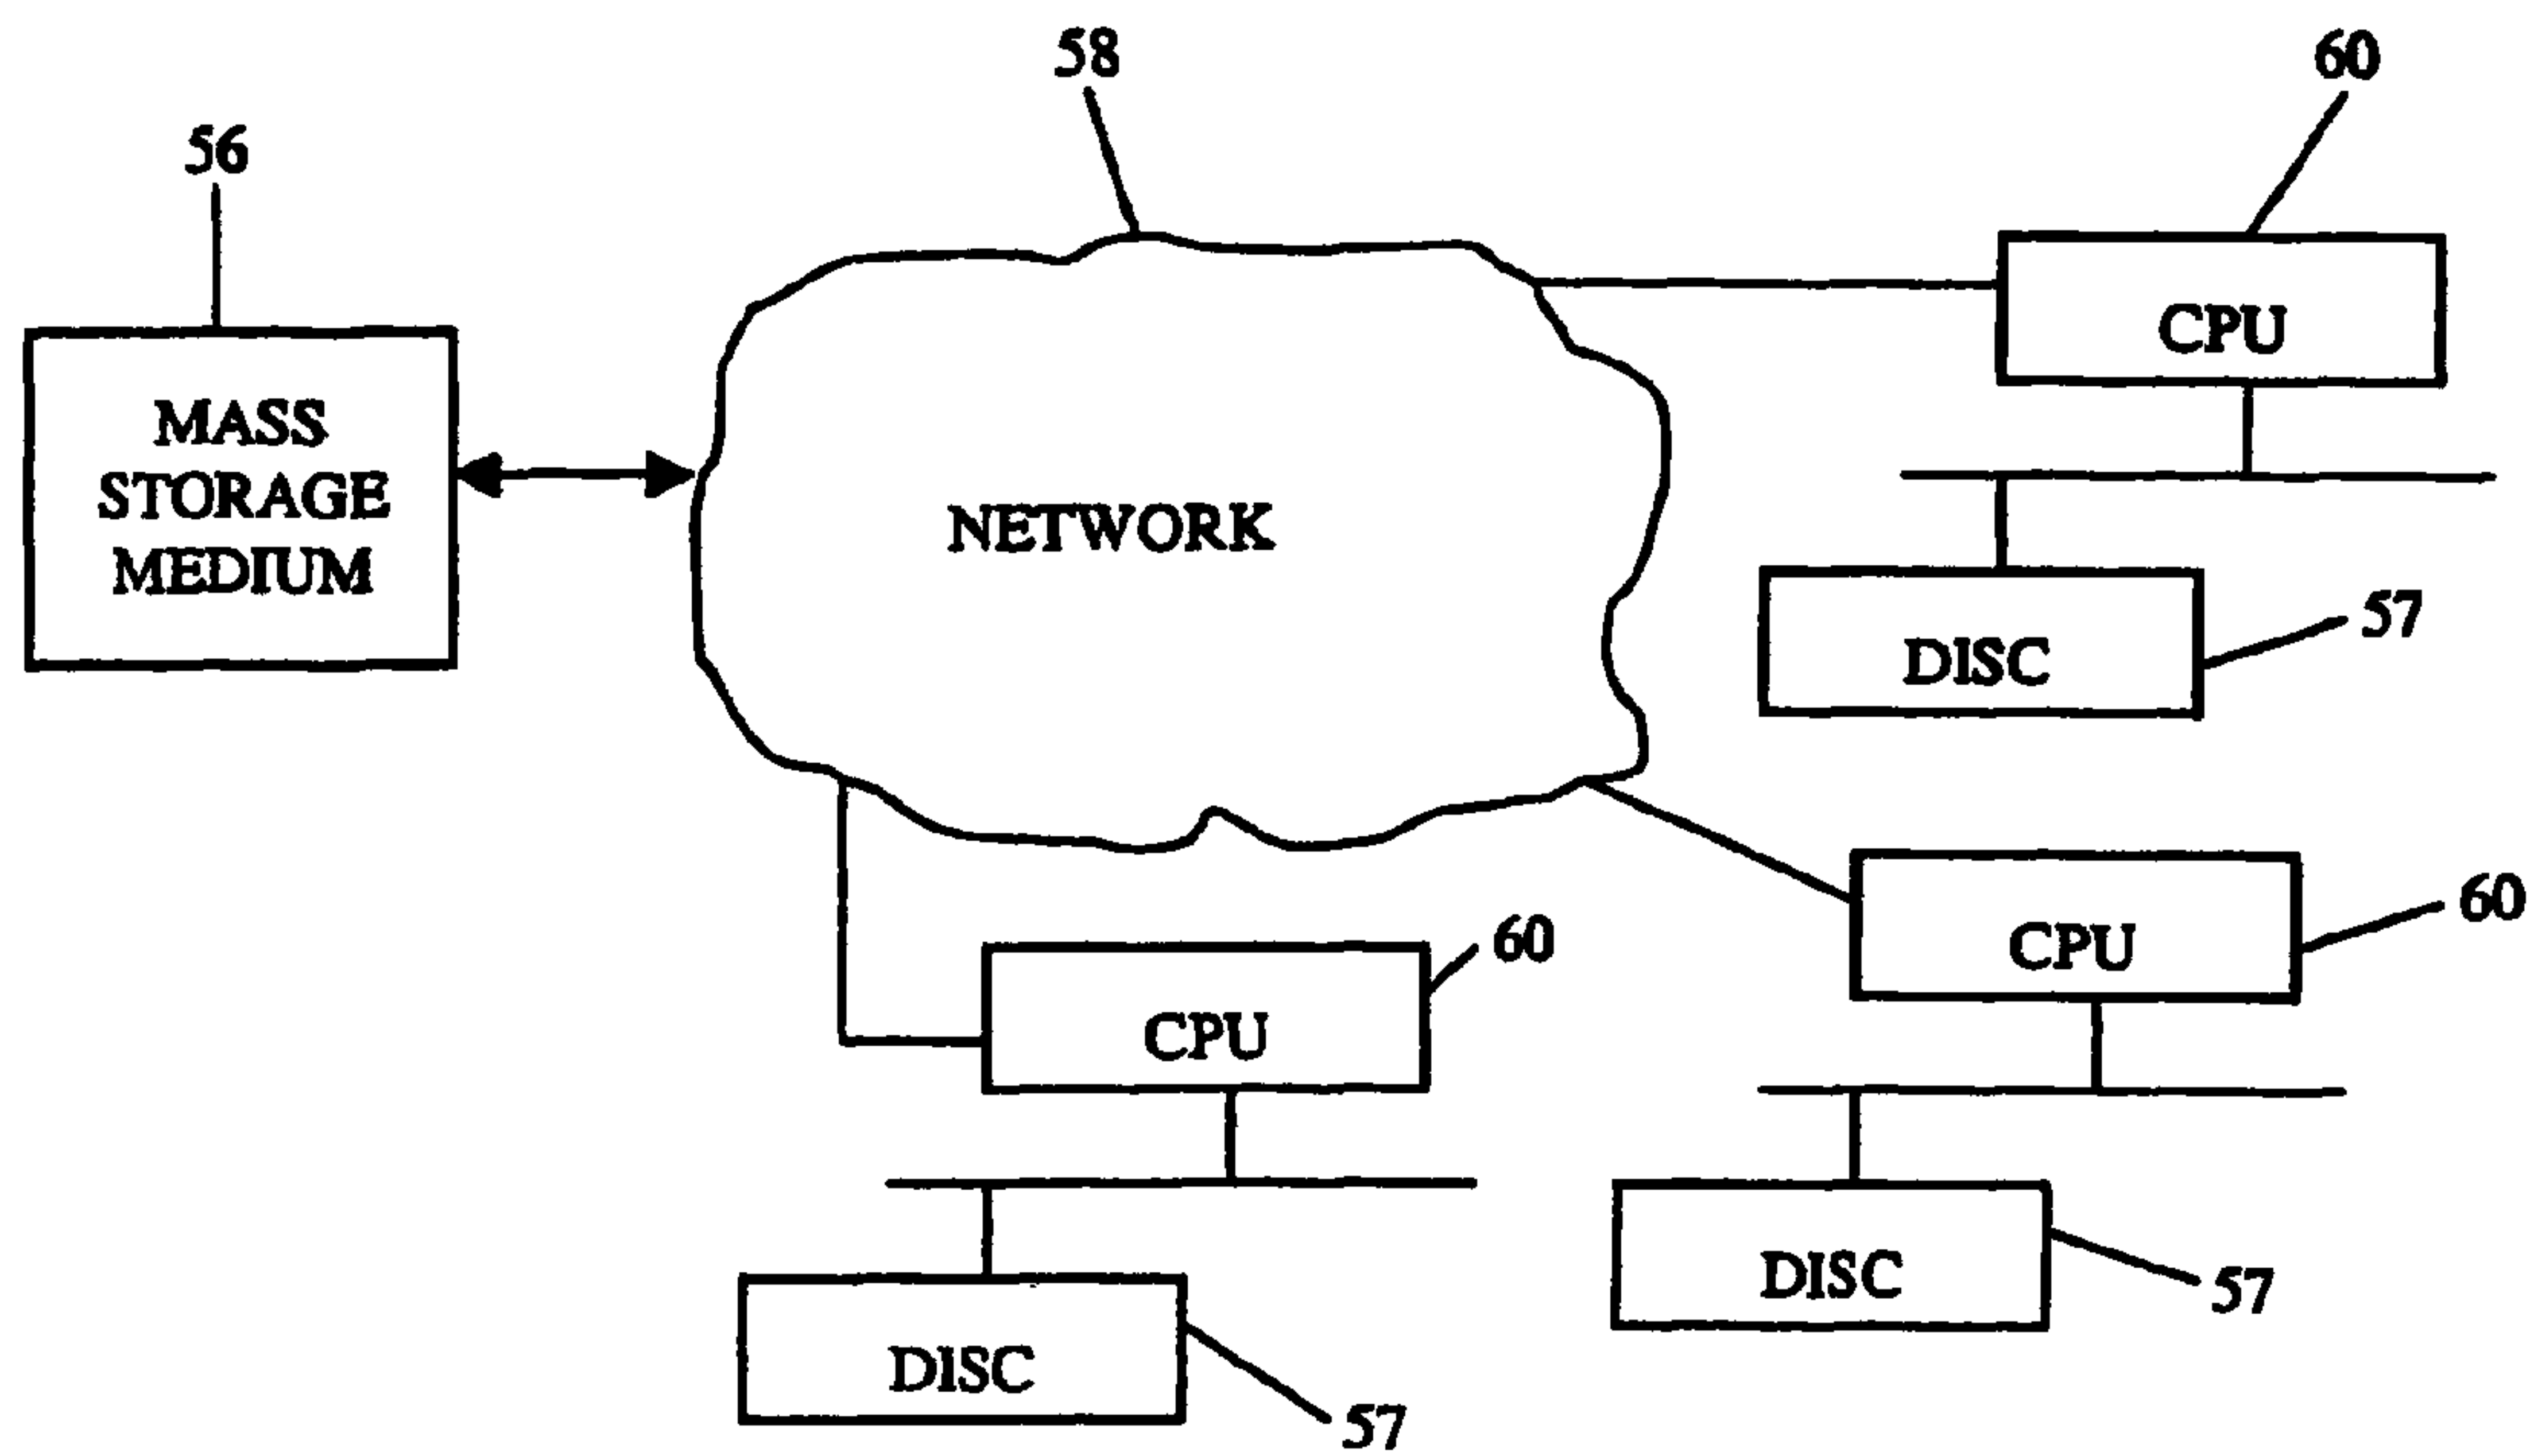 58
60
56
MASS
STORAGE
MEDIUM
NETWORK
CPU
DISC
57
60
CPU
60
CPU
DISC
57
DISC
57